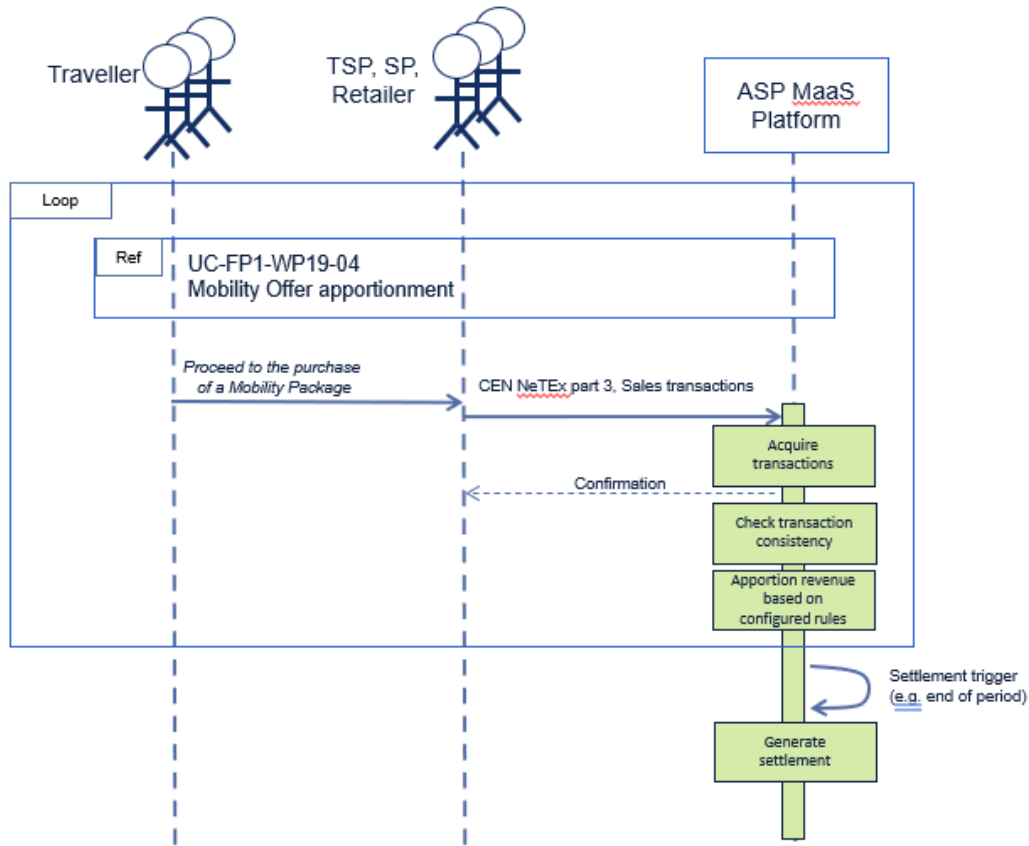 Traveller
TSP, SP,
Retailer
ASP MaaS
Platform
Loop
Ref
UC-FP1-WP19-04
Mobility Offer apportionment
Proceed to the purchase
of a Mobility Package
CEN NeTEx part 3, Sales transactions
Acquire
transactions
Confirmation
Check transaction
consistency
Apportion revenue
based on
configured rules
Settlement trigger
(e.g. end of period)
Generate
settlement